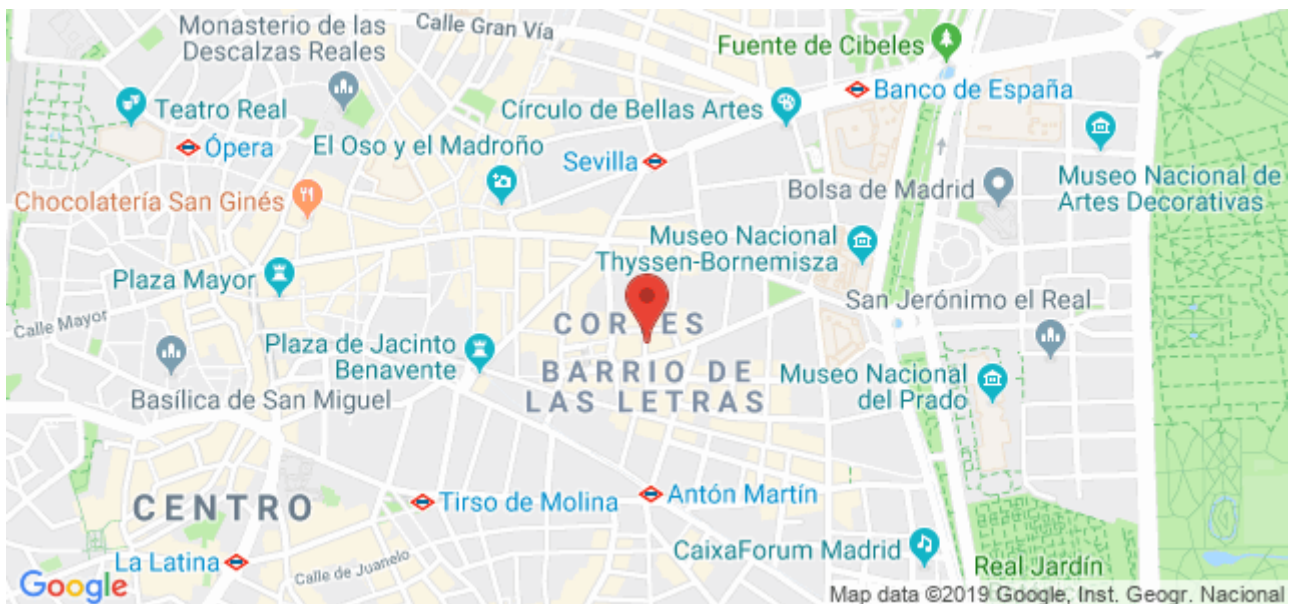 Monasterio de las
Descalzas Reales
Calle Gran Vía
Fuente de Cibeles
Teatro Real
Círculo de Bellas Artes
Banco de España
Ópera
El Oso y el Madroño
Sevilla
Chocolatería San Ginés
Bolsa de Madrid
Museo Nacional de
Artes Decorativas
Museo Nacional
Thyssen-Bornemisza
Plaza Mayor
San Jerónimo el Real
Calle Mayor
CORTES
Plaza de Jacinto
Benavente
BARRIO DE
LAS LETRAS
Museo Nacional
del Prado
Basílica de San Miguel
CENTRO
Tirso de Molina
Antón Martín
La Latina
Calle de Juanelo
CaixaForum Madrid
Real Jardín
Google
Map data ©2019 Google, Inst. Geogr. Nacional